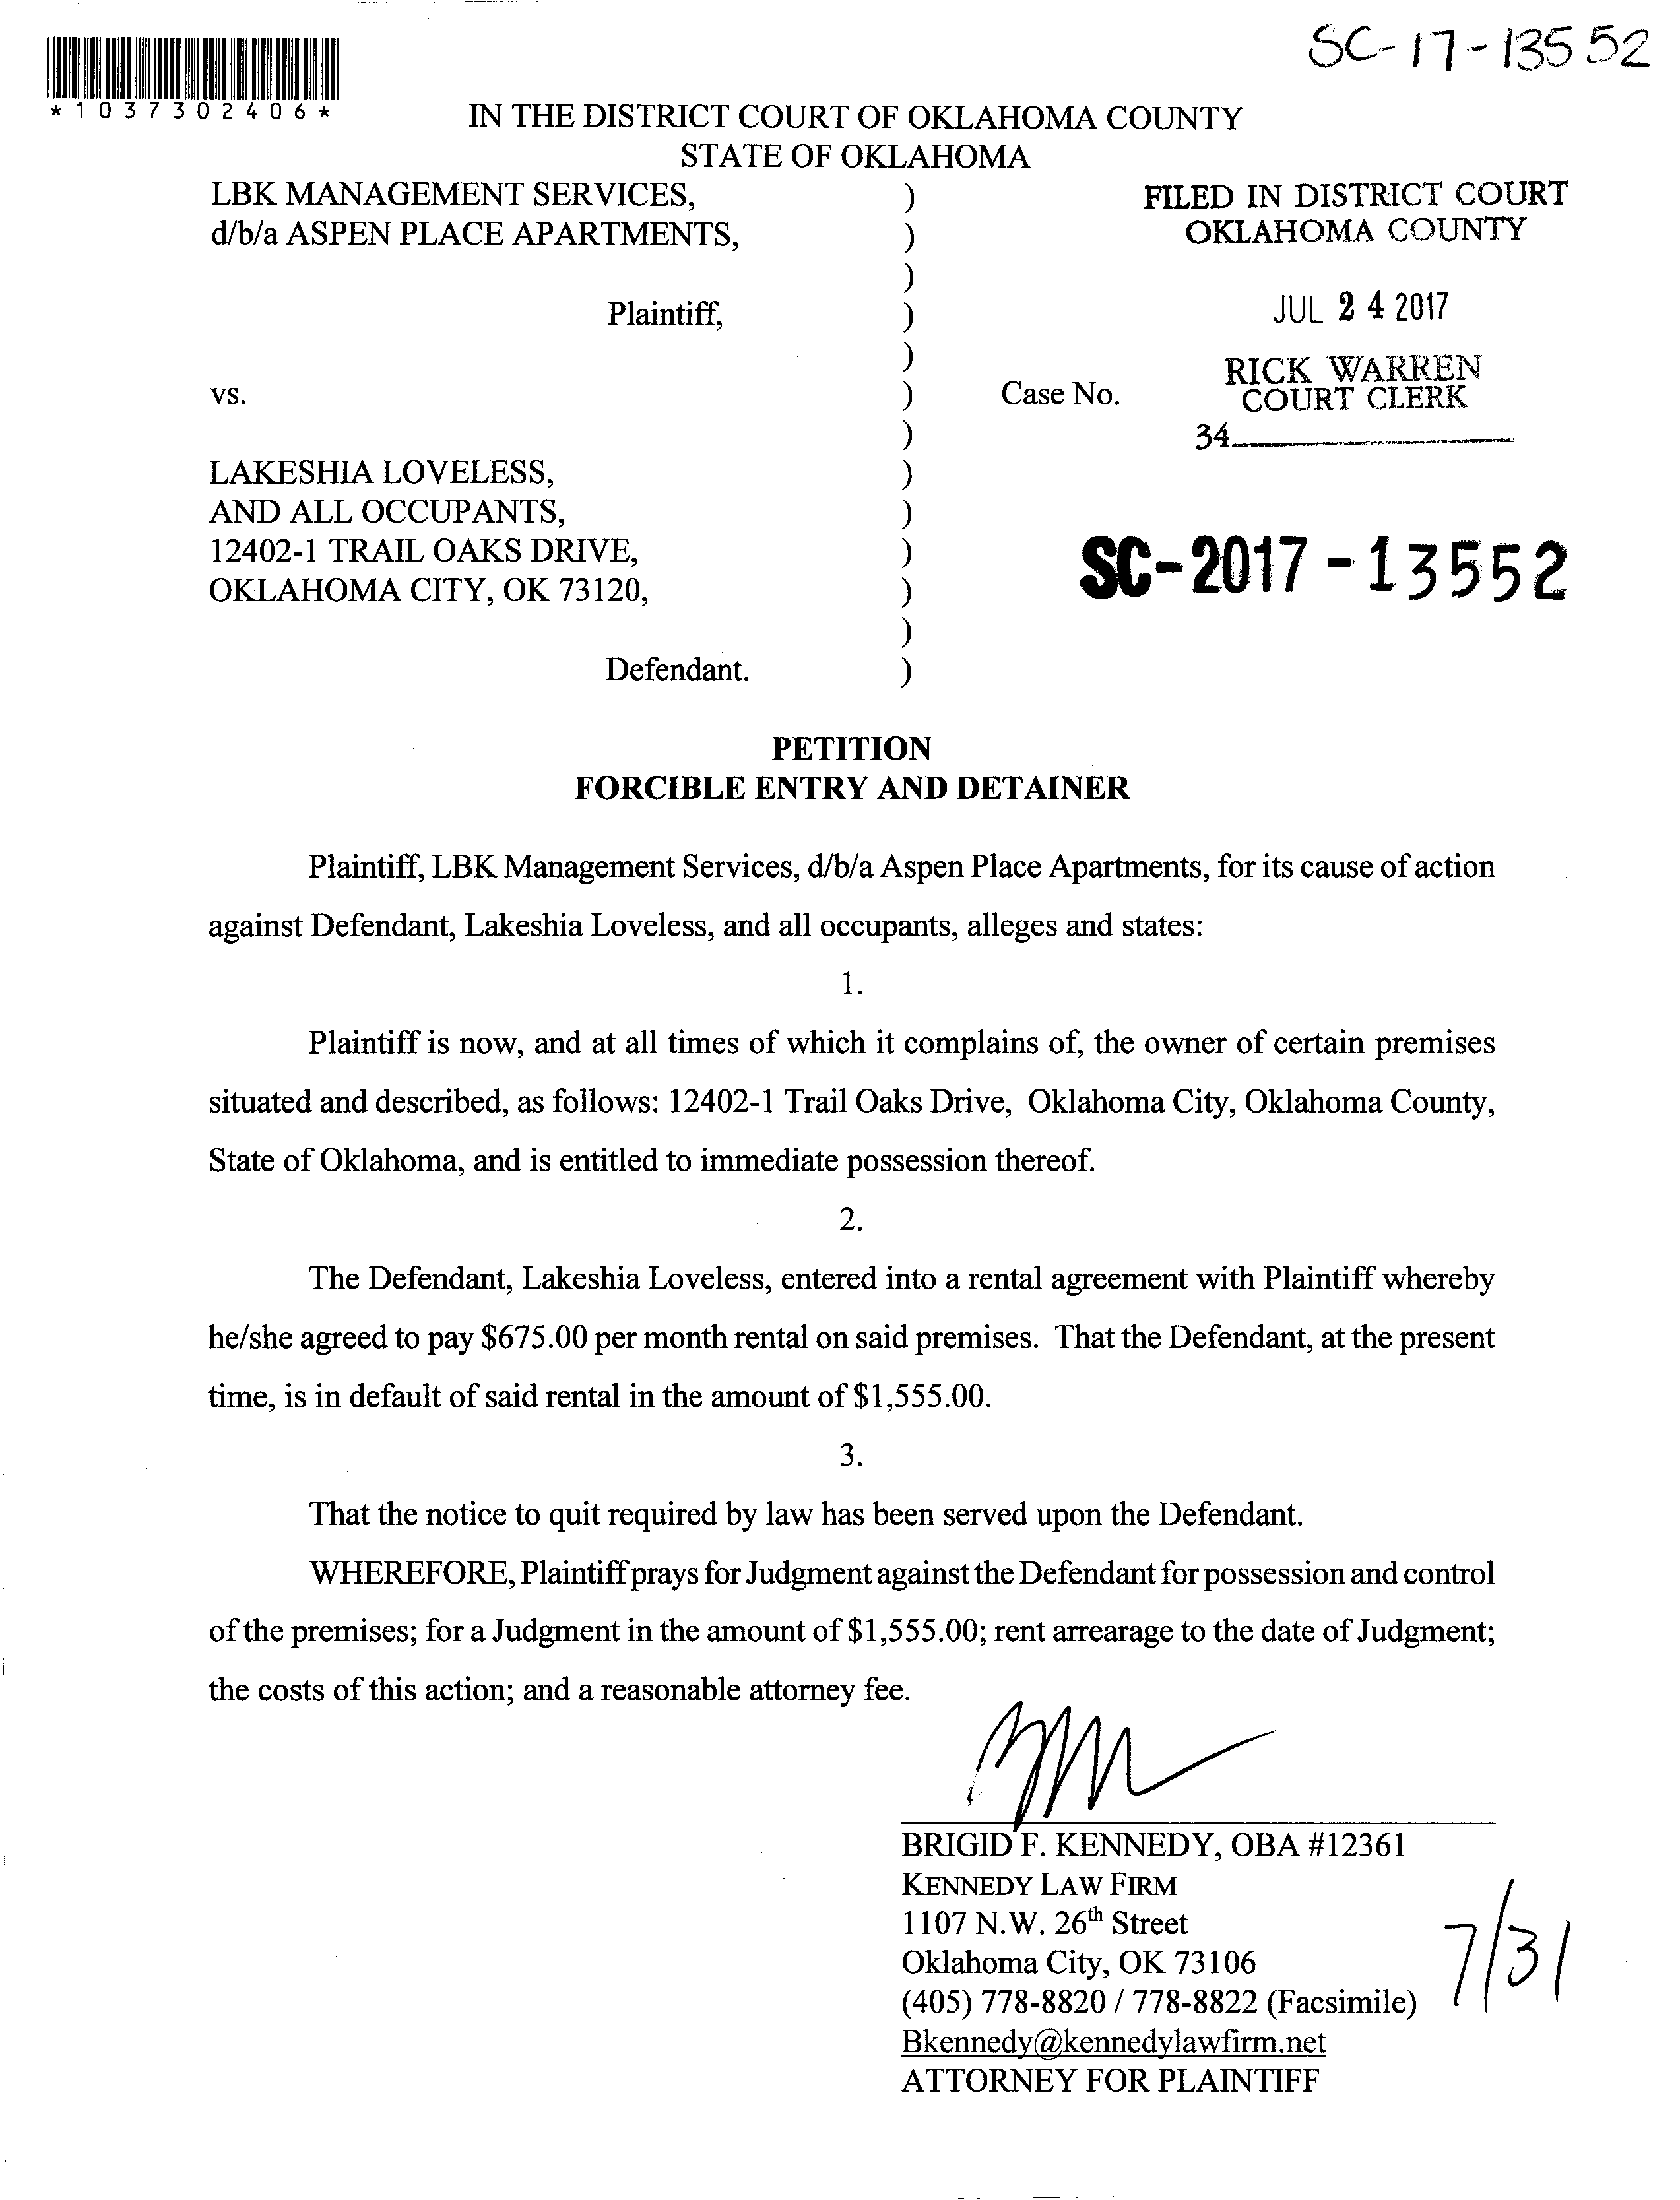 SC-17-13552
*1037302406*
IN THE DISTRICT COURT OF OKLAHOMA COUNTY
STATE OF OKLAHOMA
LBK MANAGEMENT SERVICES, )
d/b/a ASPEN PLACE APARTMENTS, )
)
Plaintiff, )
)
vs. ) Case No.
)
LAKESHIA LOVELESS, )
AND ALL OCCUPANTS, )
12402-1 TRAIL OAKS DRIVE, )
OKLAHOMA CITY, OK 73120, )
)
Defendant. )
FILED IN DISTRICT COURT
OKLAHOMA COUNTY
JUL 24 2017
RICK WARREN
COURT CLERK
34
SC-2017-13552
PETITION
FORCIBLE ENTRY AND DETAINER
Plaintiff, LBK Management Services, d/b/a Aspen Place Apartments, for its cause of action
against Defendant, Lakeshia Loveless, and all occupants, alleges and states:
1.
Plaintiff is now, and at all times of which it complains of, the owner of certain premises
situated and described, as follows: 12402-1 Trail Oaks Drive, Oklahoma City, Oklahoma County,
State of Oklahoma, and is entitled to immediate possession thereof.
2.
The Defendant, Lakeshia Loveless, entered into a rental agreement with Plaintiff whereby
he/she agreed to pay $675.00 per month rental on said premises. That the Defendant, at the present
time, is in default of said rental in the amount of $1,555.00.
3.
That the notice to quit required by law has been served upon the Defendant.
WHEREFORE, Plaintiff prays for Judgment against the Defendant for possession and control
of the premises; for a Judgment in the amount of $1,555.00; rent arrearage to the date of Judgment;
the costs of this action; and a reasonable attorney fee.
BRIGID F. KENNEDY, OBA #12361
KENNEDY LAW FIRM
1107 N.W. 26th Street
Oklahoma City, OK 73106
(405) 778-8820 / 778-8822 (Facsimile)
Bkennedy@kennedylawfirm.net
ATTORNEY FOR PLAINTIFF
7/31